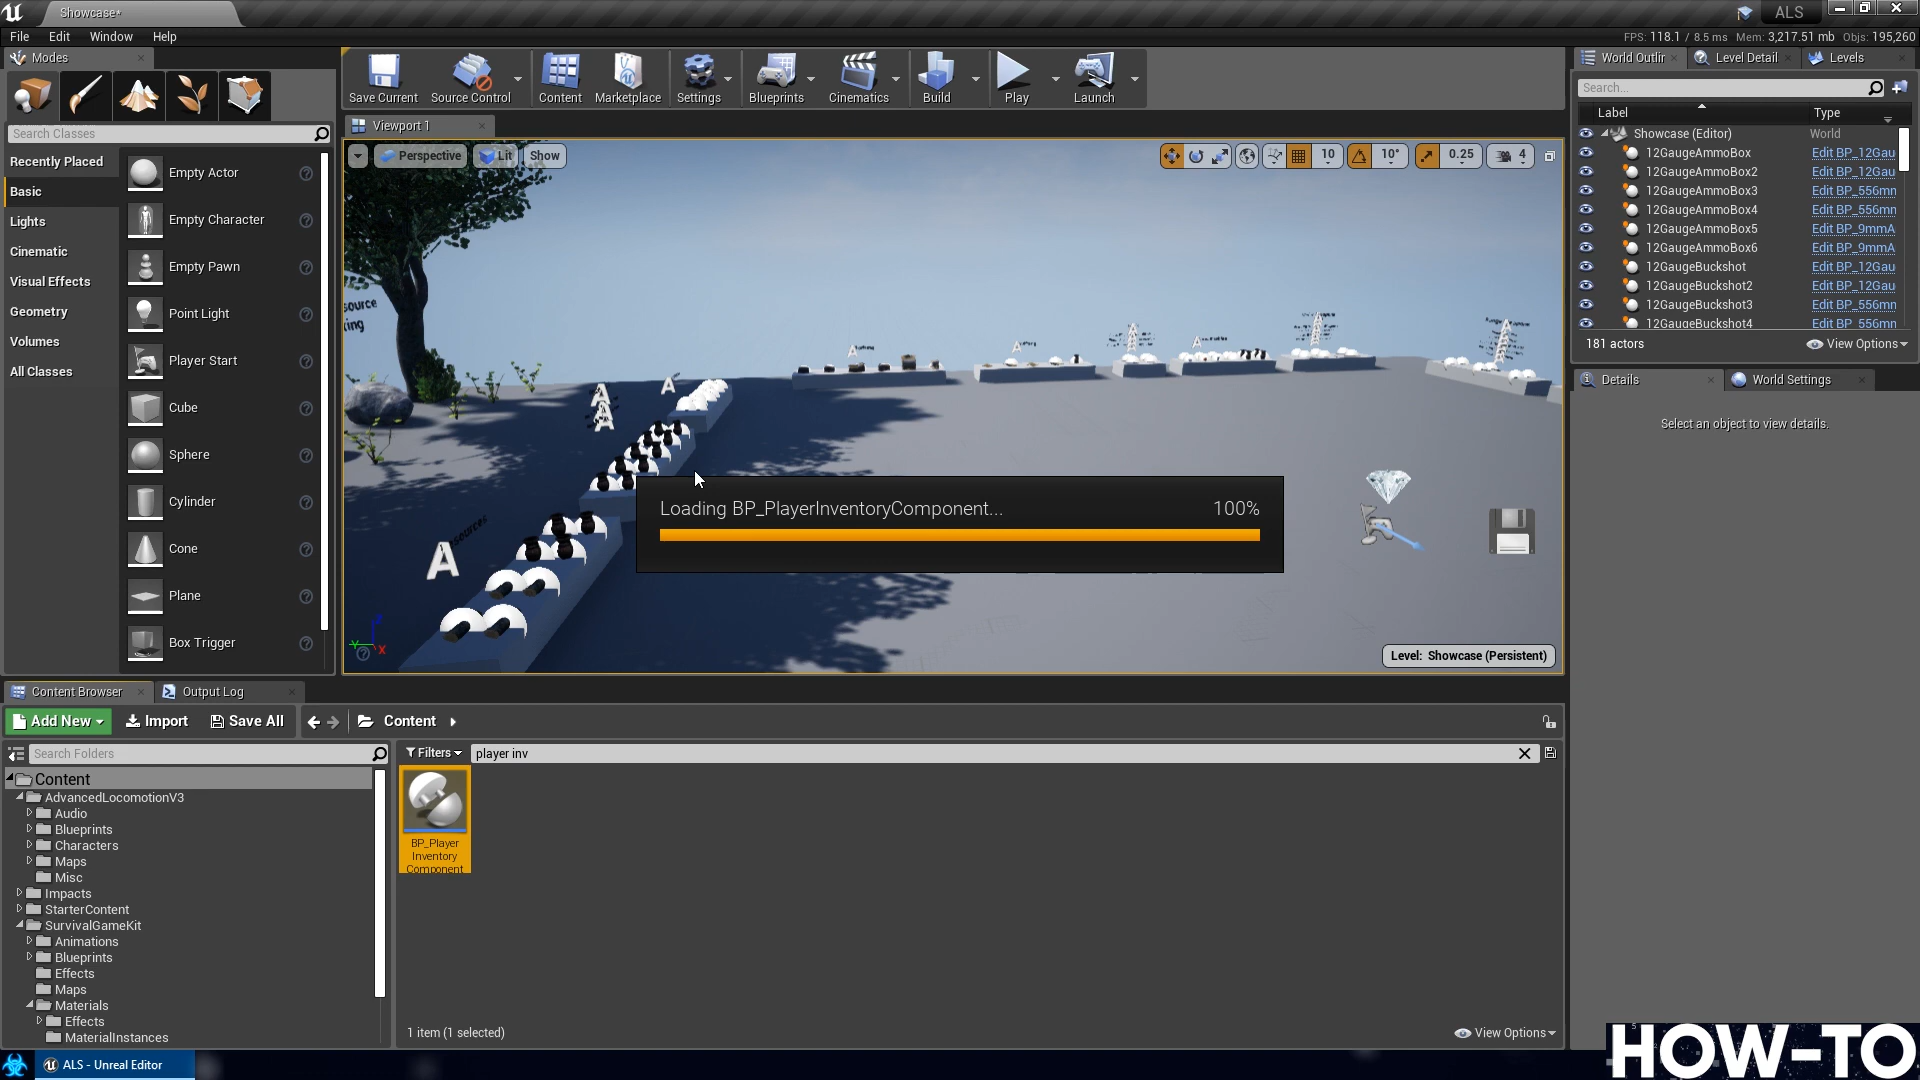 Showcase*
ALS
File Edit Window Help
FPS: 118.1 / 8.5 ms Mem: 3,217.51 mb Objs: 195,260
Modes
Save Current Source Control Content Marketplace Settings Blueprints Cinematics Build Play Launch
World Outlir Level Detail Levels
Search...
Label Type
Search Classes
Viewport 1
Perspective Lit Show
10 10° 0.25 4
Recently Placed
Basic
Lights
Cinematic
Visual Effects
Geometry
Volumes
All Classes
Empty Actor
Empty Character
Empty Pawn
Point Light
Player Start
Cube
Sphere
Cylinder
Cone
Plane
Box Trigger
Showcase (Editor) World
12GaugeAmmoBox Edit BP_12Gau
12GaugeAmmoBox2 Edit BP_12Gau
12GaugeAmmoBox3 Edit BP_556mn
12GaugeAmmoBox4 Edit BP_556mn
12GaugeAmmoBox5 Edit BP_9mmA
12GaugeAmmoBox6 Edit BP_9mmA
12GaugeBuckshot Edit BP_12Gau
12GaugeBuckshot2 Edit BP_12Gau
12GaugeBuckshot3 Edit BP_556mn
12GaugeBuckshot4 Edit BP 556mn
181 actors View Options
Details World Settings
Select an object to view details.
Loading BP_PlayerInventoryComponent... 100%
Level: Showcase (Persistent)
Content Browser Output Log
Add New Import Save All Content
Search Folders
Filters player inv
Content
AdvancedLocomotionV3
Audio
Blueprints
Characters
Maps
Misc
Impacts
StarterContent
SurvivalGameKit
Animations
Blueprints
Effects
Maps
Materials
Effects
MaterialInstances
BP_Player
Inventory
Component
1 item (1 selected) View Options
ALS - Unreal Editor
HOW-TO